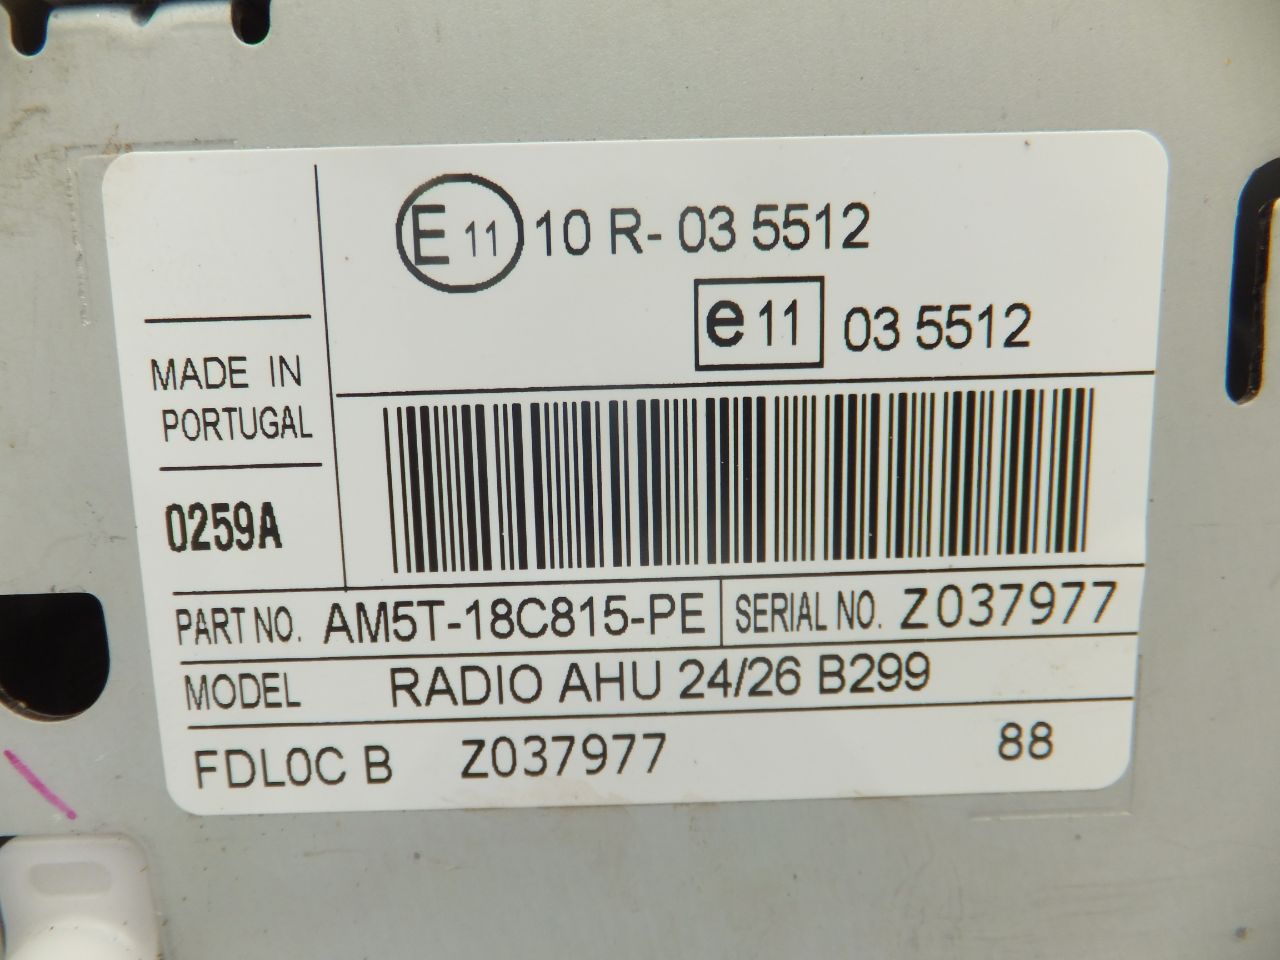 E 11 10 R- 03 5512
e 11 03 5512
MADE IN
PORTUGAL
0259A
PART NO. AM5T-18C815-PE SERIAL NO. Z037977
MODEL RADIO AHU 24/26 B299
FDL0C B Z037977 88